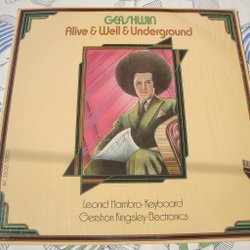 GERSHWIN
Alive & Well & Underground
Leonid Hambro-Keyboard
Gershon Kingsley-Electronics